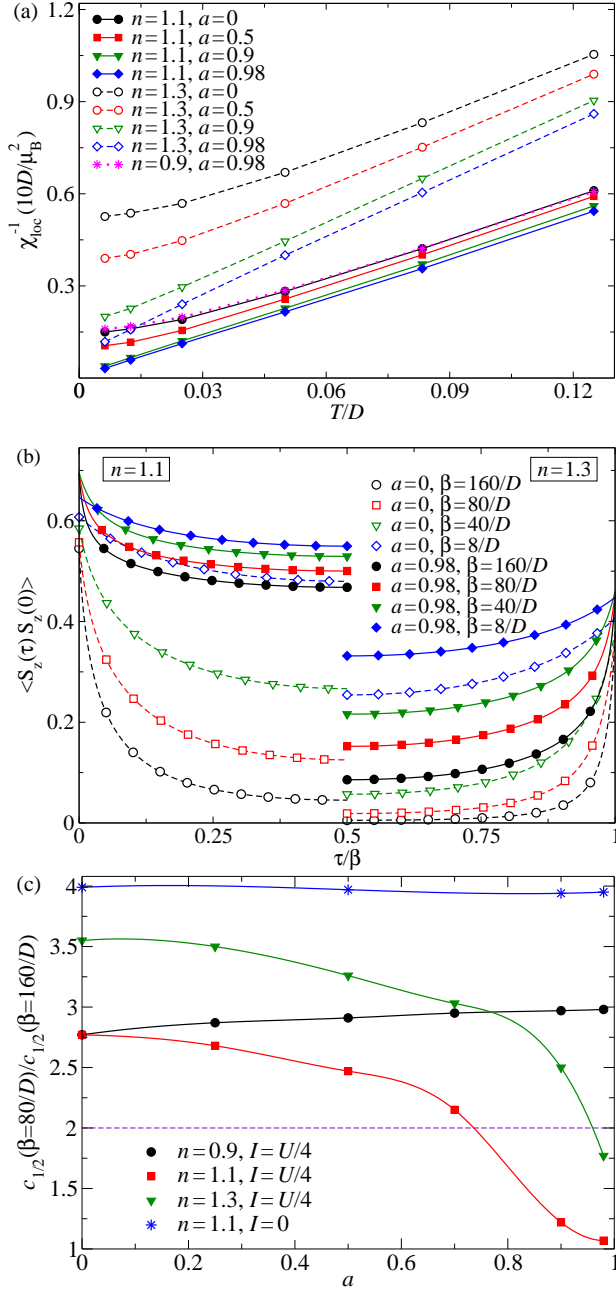 (a)
1.2
0.9
0.6
0.3
χ⁻¹loc (10D/μ²B)
n=1.1, a=0
n=1.1, a=0.5
n=1.1, a=0.9
n=1.1, a=0.98
n=1.3, a=0
n=1.3, a=0.5
n=1.3, a=0.9
n=1.3, a=0.98
n=0.9, a=0.98
0 0.03 0.06 0.09 0.12
T/D
(b)
n=1.1
n=1.3
0.6
0.4
0.2
0
<S_z(τ) S_z(0)>
a=0, β=160/D
a=0, β=80/D
a=0, β=40/D
a=0, β=8/D
a=0.98, β=160/D
a=0.98, β=80/D
a=0.98, β=40/D
a=0.98, β=8/D
0 0.25 0.5 0.75 1
τ/β
(c)
4
3.5
3
2.5
2
1.5
1
c_{1/2}(β=80/D)/c_{1/2}(β=160/D)
n=0.9, I=U/4
n=1.1, I=U/4
n=1.3, I=U/4
n=1.1, I=0
0 0.2 0.4 0.6 0.8 1
a